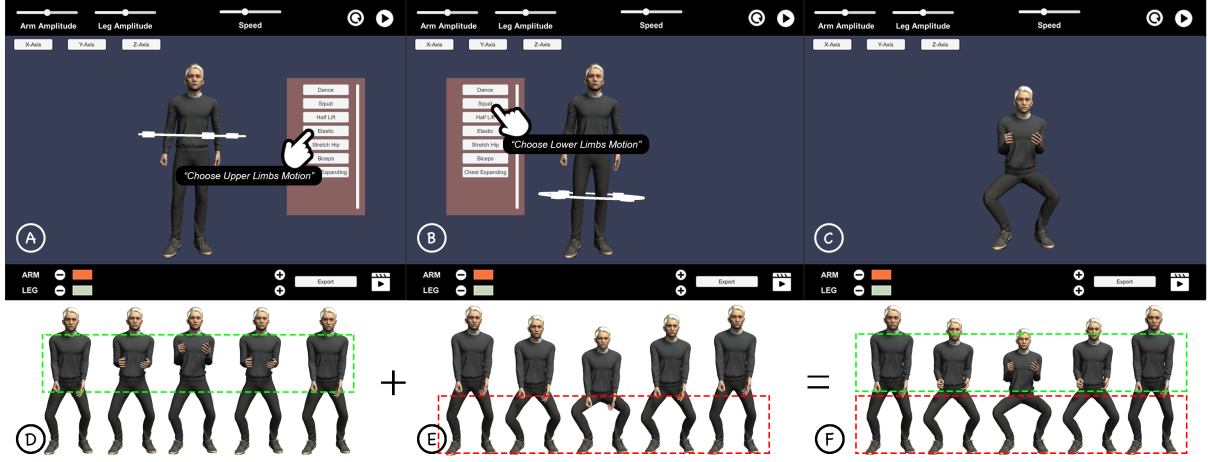 Arm Amplitude Leg Amplitude Speed
X-Axis Y-Axis Z-Axis
Dance
Squat
Half Lift
Elastic
Stretch Hip
Biceps
Expanding
"Choose Upper Limbs Motion"
A
ARM
LEG
Export
Arm Amplitude Leg Amplitude Speed
X-Axis Y-Axis Z-Axis
Dance
Squat
Half Lift
Elastic
Stretch Hip
Biceps
Chest Expanding
"Choose Lower Limbs Motion"
B
ARM
LEG
Export
Arm Amplitude Leg Amplitude Speed
X-Axis Y-Axis Z-Axis
C
ARM
LEG
Export
D
+
E
=
F